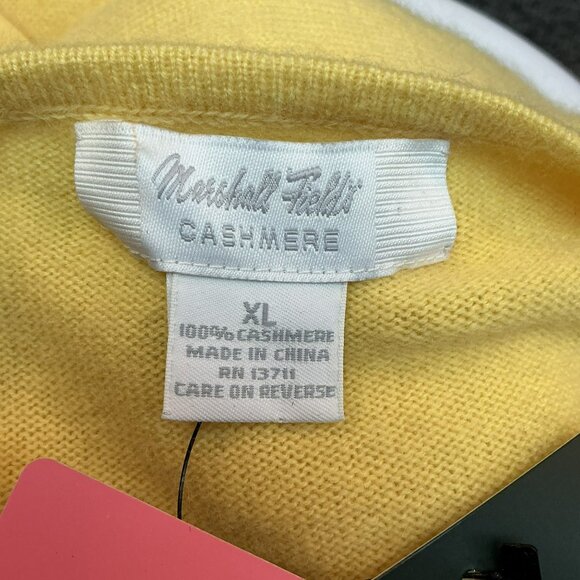 Marshall Field's
CASHMERE
XL
100% CASHMERE
MADE IN CHINA
RN 13711
CARE ON REVERSE